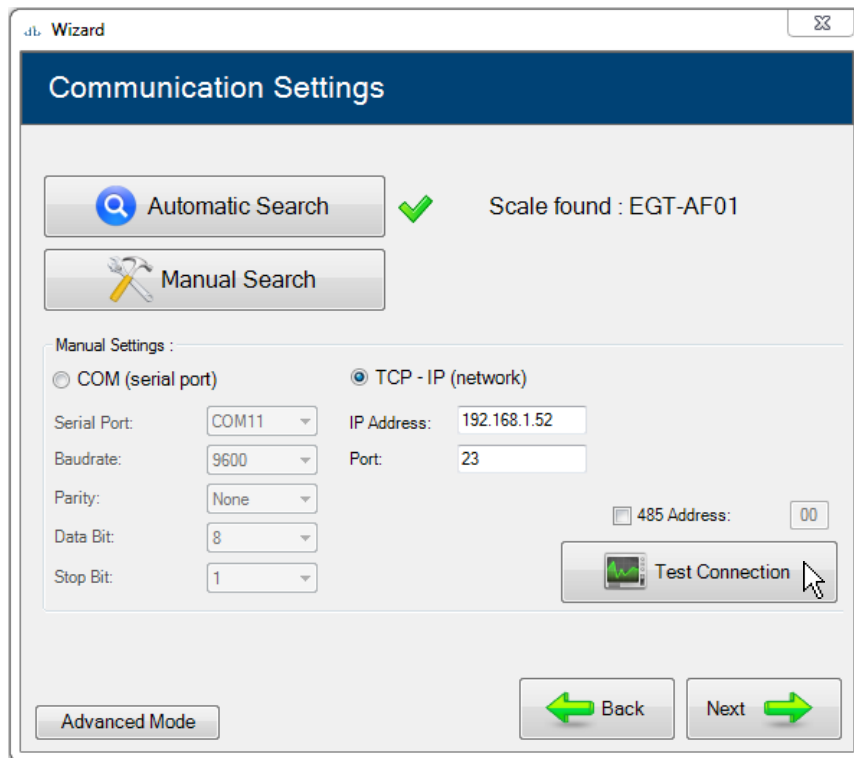 Wizard
Communication Settings
Automatic Search
Scale found : EGT-AF01
Manual Search
Manual Settings :
COM (serial port)
TCP - IP (network)
Serial Port:
COM11
IP Address:
192.168.1.52
Baudrate:
9600
Port:
23
Parity:
None
485 Address:
00
Data Bit:
8
Stop Bit:
1
Test Connection
Advanced Mode
Back
Next